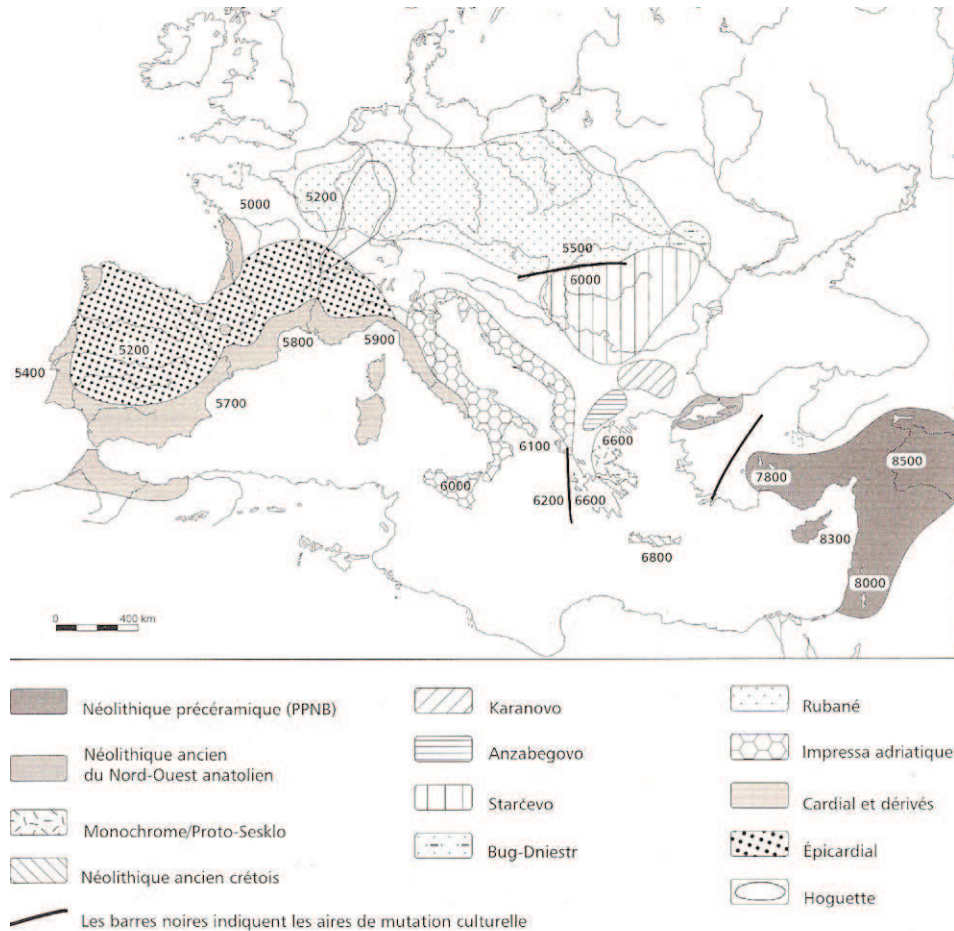 5000
5200
5500
6000
5200
5400
5800
5900
5700
6100
6000
6200
6600
6600
6800
7800
8500
8300
8000
0 400 km
Néolithique précéramique (PPNB)
Néolithique ancien
du Nord-Ouest anatolien
Monochrome/Proto-Sesklo
Néolithique ancien crétois
Les barres noires indiquent les aires de mutation culturelle
Karanovo
Anzabegovo
Starčevo
Bug-Dniestr
Rubané
Impressa adriatique
Cardial et dérivés
Épicardial
Hoguette